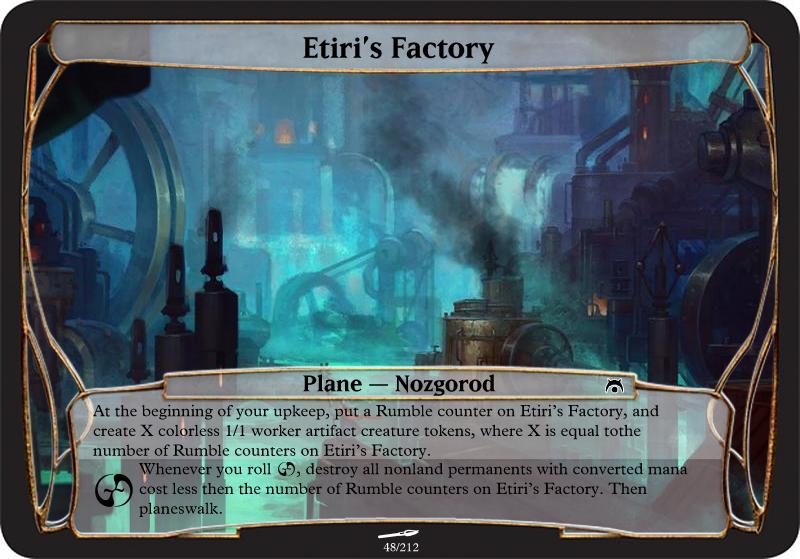 Etiri's Factory
Plane — Nozgorod
At the beginning of your upkeep, put a Rumble counter on Etiri's Factory, and
create X colorless 1/1 worker artifact creature tokens, where X is equal tothe
number of Rumble counters on Etiri's Factory.
Whenever you roll , destroy all nonland permanents with converted mana
cost less then the number of Rumble counters on Etiri's Factory. Then
planeswalk.
48/212